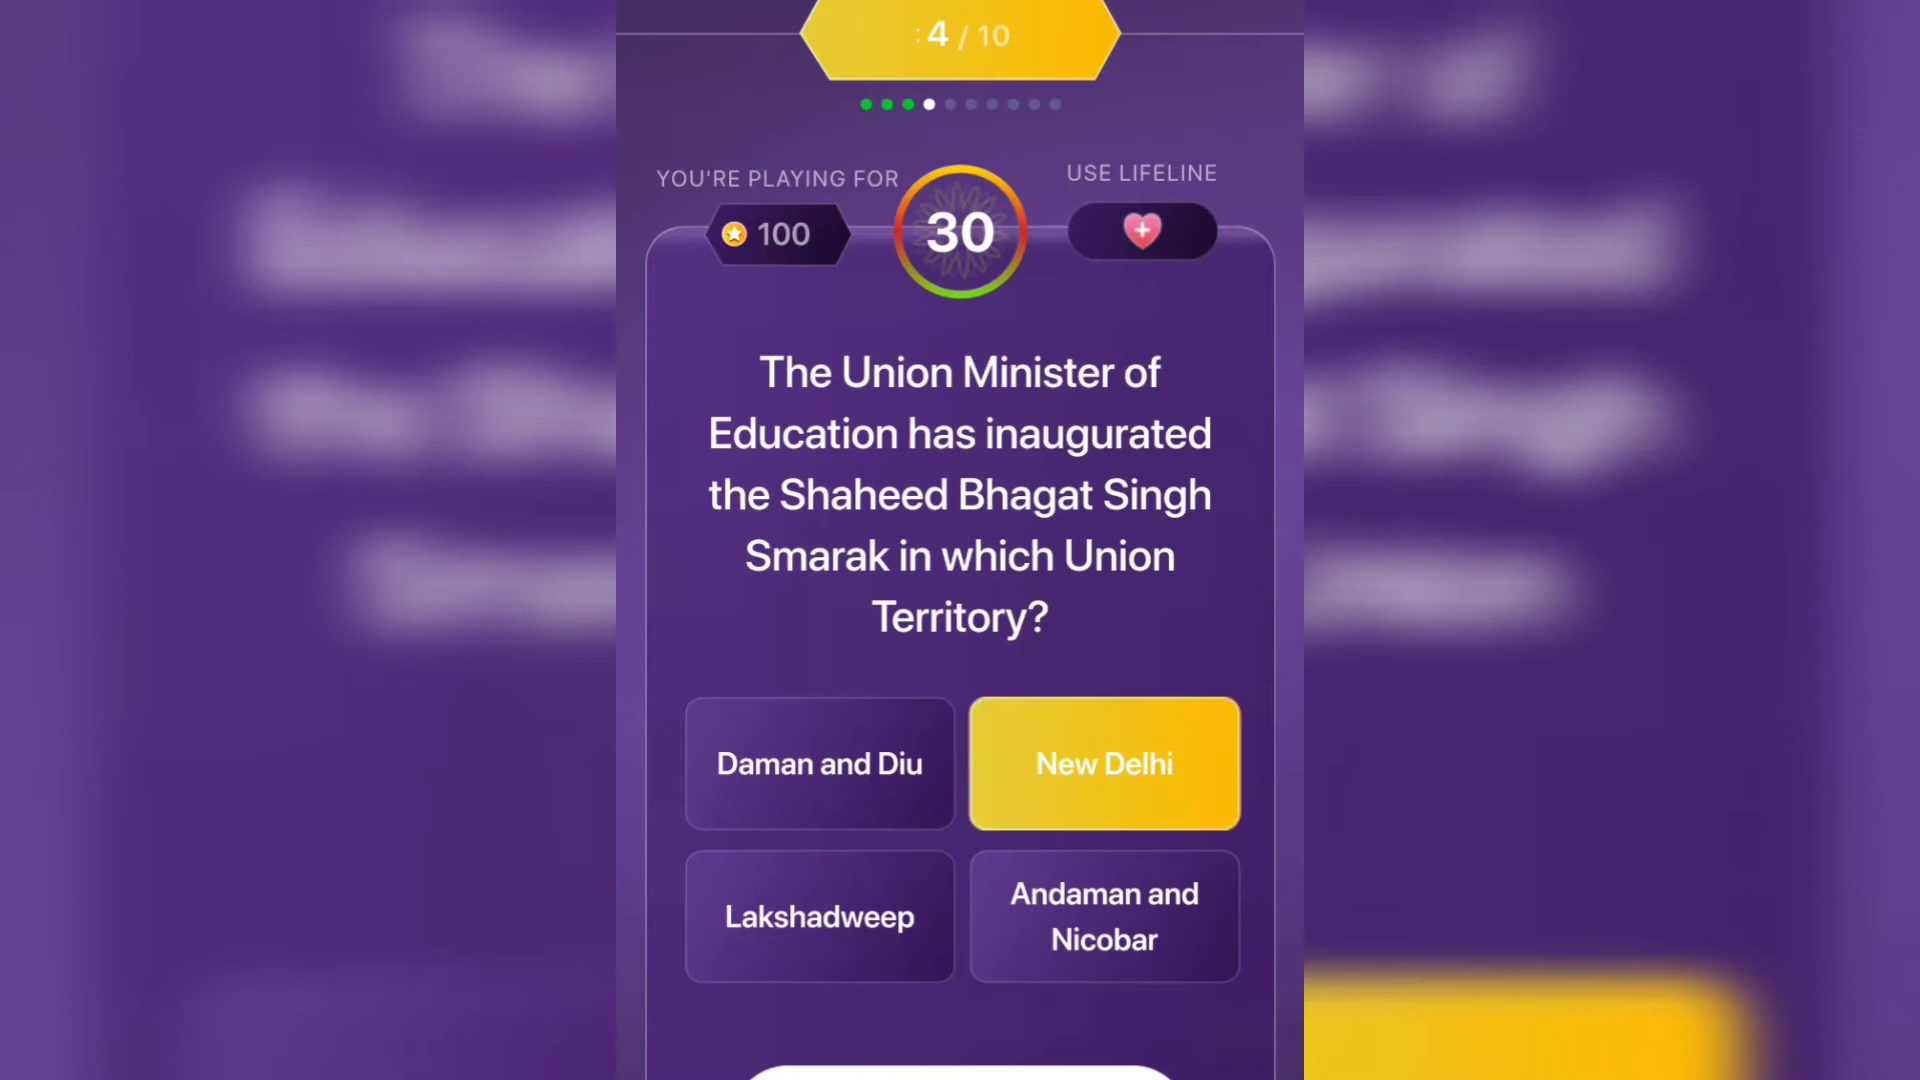 : 4 / 10
YOU'RE PLAYING FOR
USE LIFELINE
100
30
The Union Minister of
Education has inaugurated
the Shaheed Bhagat Singh
Smarak in which Union
Territory?
Daman and Diu
New Delhi
Lakshadweep
Andaman and
Nicobar